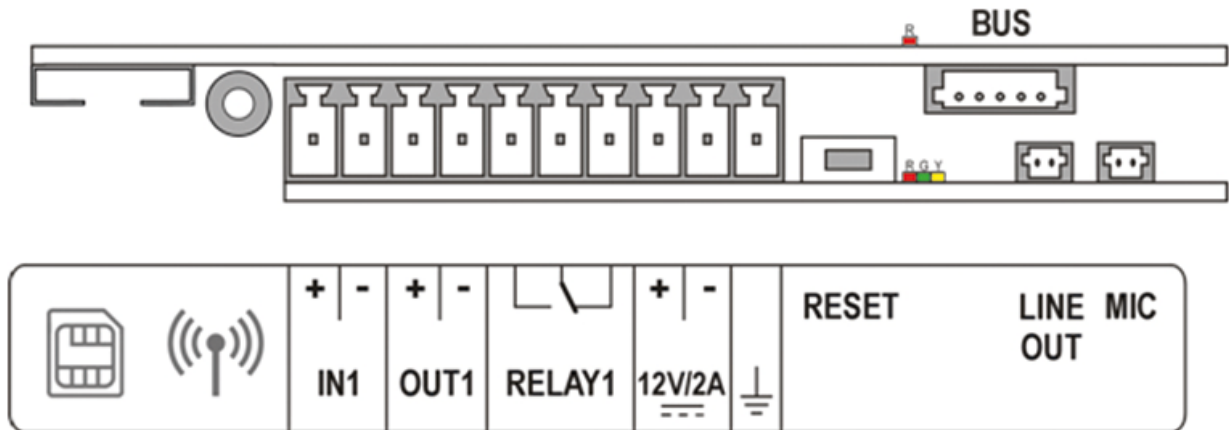 R
BUS
R G Y
+ - + - + -
RESET
LINE MIC
OUT
IN1 OUT1 RELAY1 12V/2A